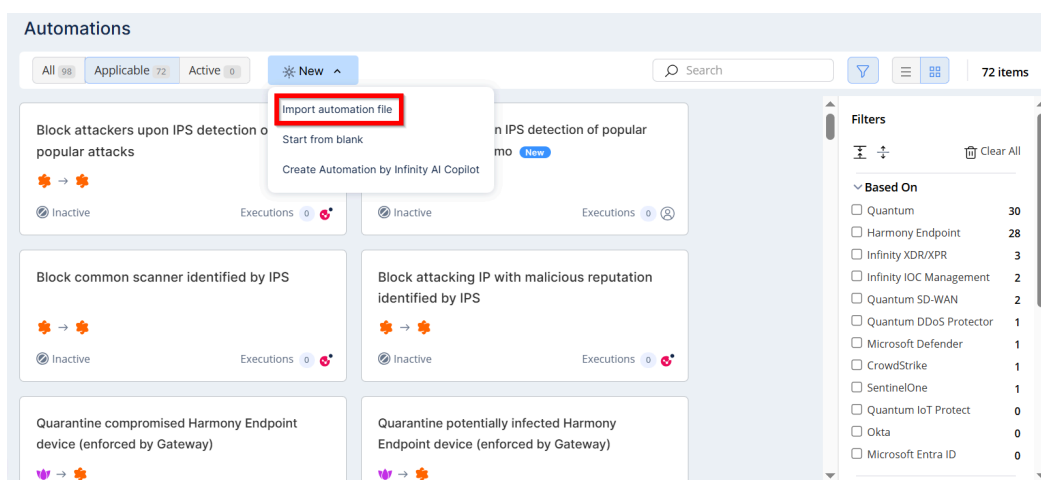 Automations
All 98 Applicable 72 Active 0 New Search 72 items
Import automation file
Start from blank
Create Automation by Infinity AI Copilot
Block attackers upon IPS detection
popular attacks
Inactive Executions 0
n IPS detection of popular
mo New
Inactive Executions 0
Block common scanner identified by IPS
Inactive Executions 0
Block attacking IP with malicious reputation
identified by IPS
Inactive Executions 0
Quarantine compromised Harmony Endpoint
device (enforced by Gateway)
Quarantine potentially infected Harmony
Endpoint device (enforced by Gateway)
Filters
Clear All
Based On
Quantum 30
Harmony Endpoint 28
Infinity XDR/XPR 3
Infinity IOC Management 2
Quantum SD-WAN 2
Quantum DDoS Protector 1
Microsoft Defender 1
CrowdStrike 1
SentinelOne 1
Quantum IoT Protect 0
Okta 0
Microsoft Entra ID 0